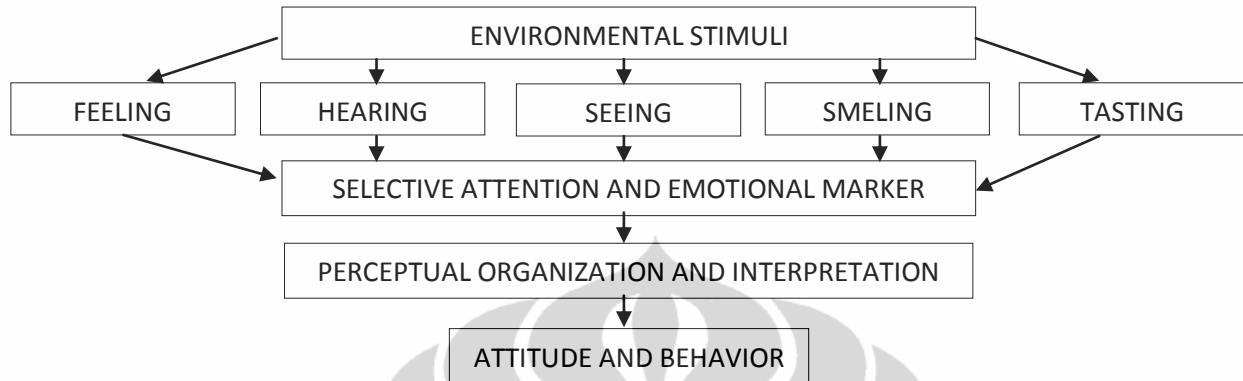 ENVIRONMENTAL STIMULI
FEELING
HEARING
SEEING
SMELING
TASTING
SELECTIVE ATTENTION AND EMOTIONAL MARKER
PERCEPTUAL ORGANIZATION AND INTERPRETATION
ATTITUDE AND BEHAVIOR